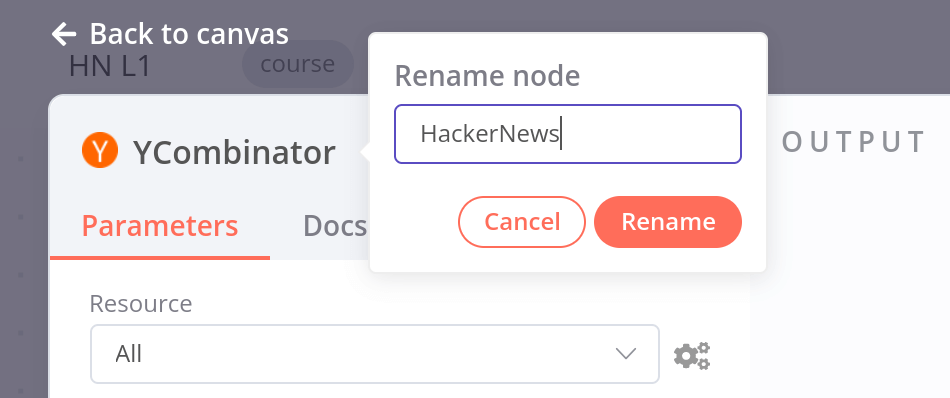 Back to canvas
HN L1
course
Rename node
HackerNews
YCombinator
OUTPUT
Cancel
Rename
Parameters
Docs
Resource
All